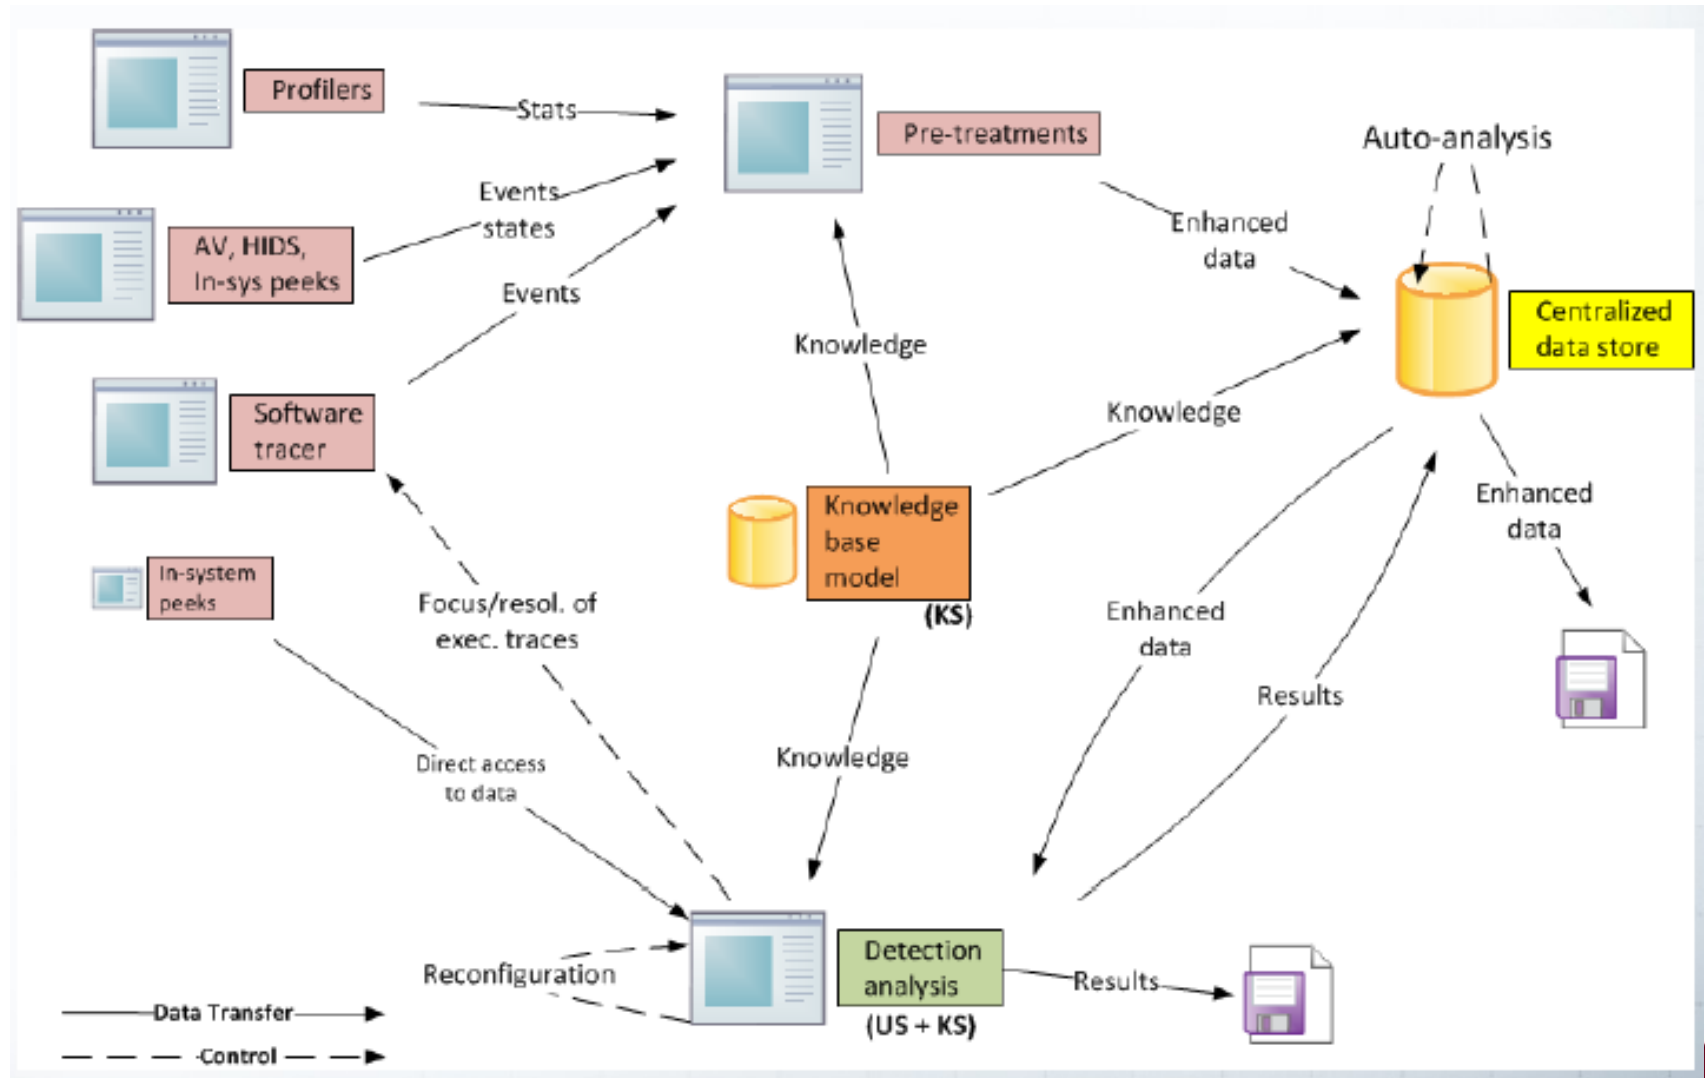 Profilers
Stats
Pre-treatments
Auto-analysis
Events
states
AV, HIDS,
In-sys peeks
Enhanced
data
Events
Centralized
data store
Knowledge
Knowledge
Software
tracer
Enhanced
data
Knowledge
base
model
(KS)
In-system
peeks
Focus/resol. of
exec. traces
Enhanced
data
Results
Direct access
to data
Knowledge
Reconfiguration
Detection
analysis
(US + KS)
Results
Data Transfer
Control